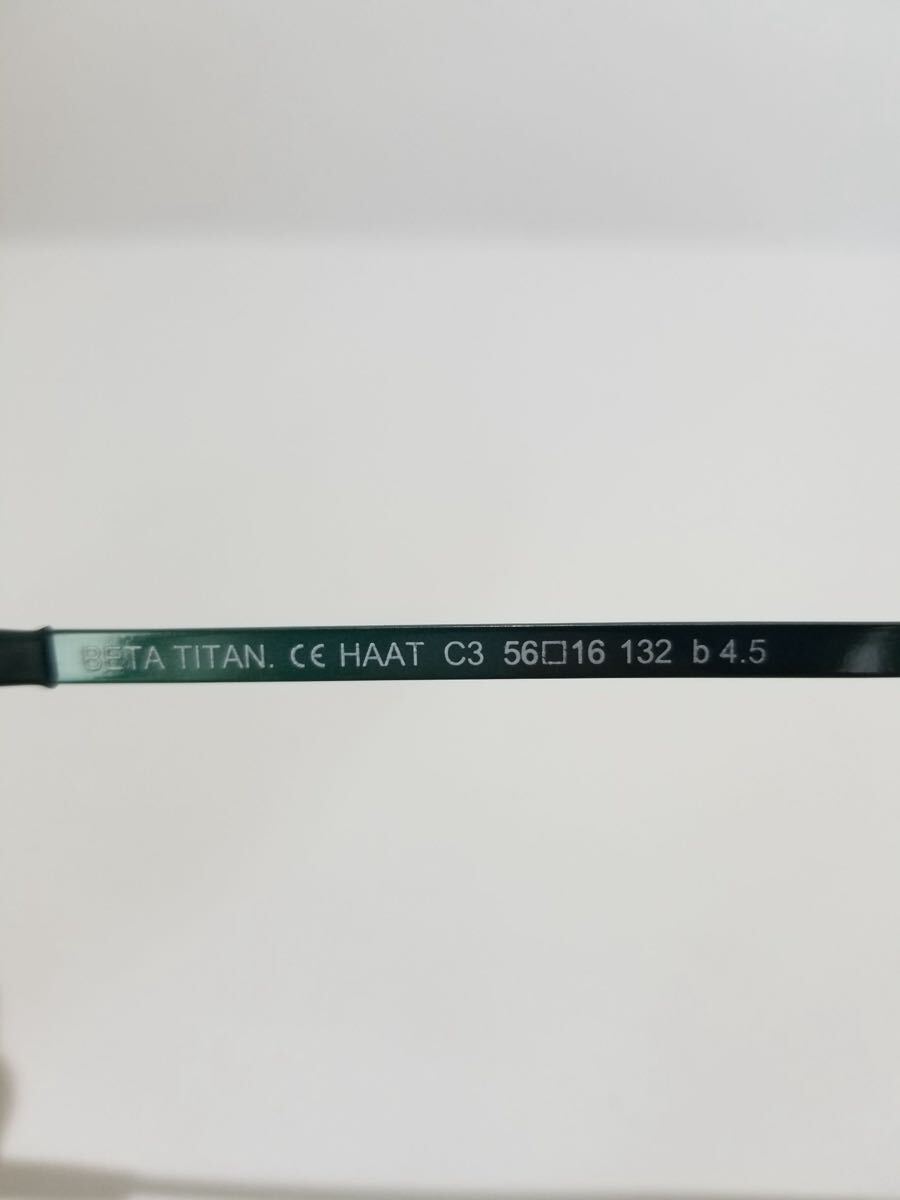 BETA TITAN. CE HAAT C3 56□16 132 b 4.5